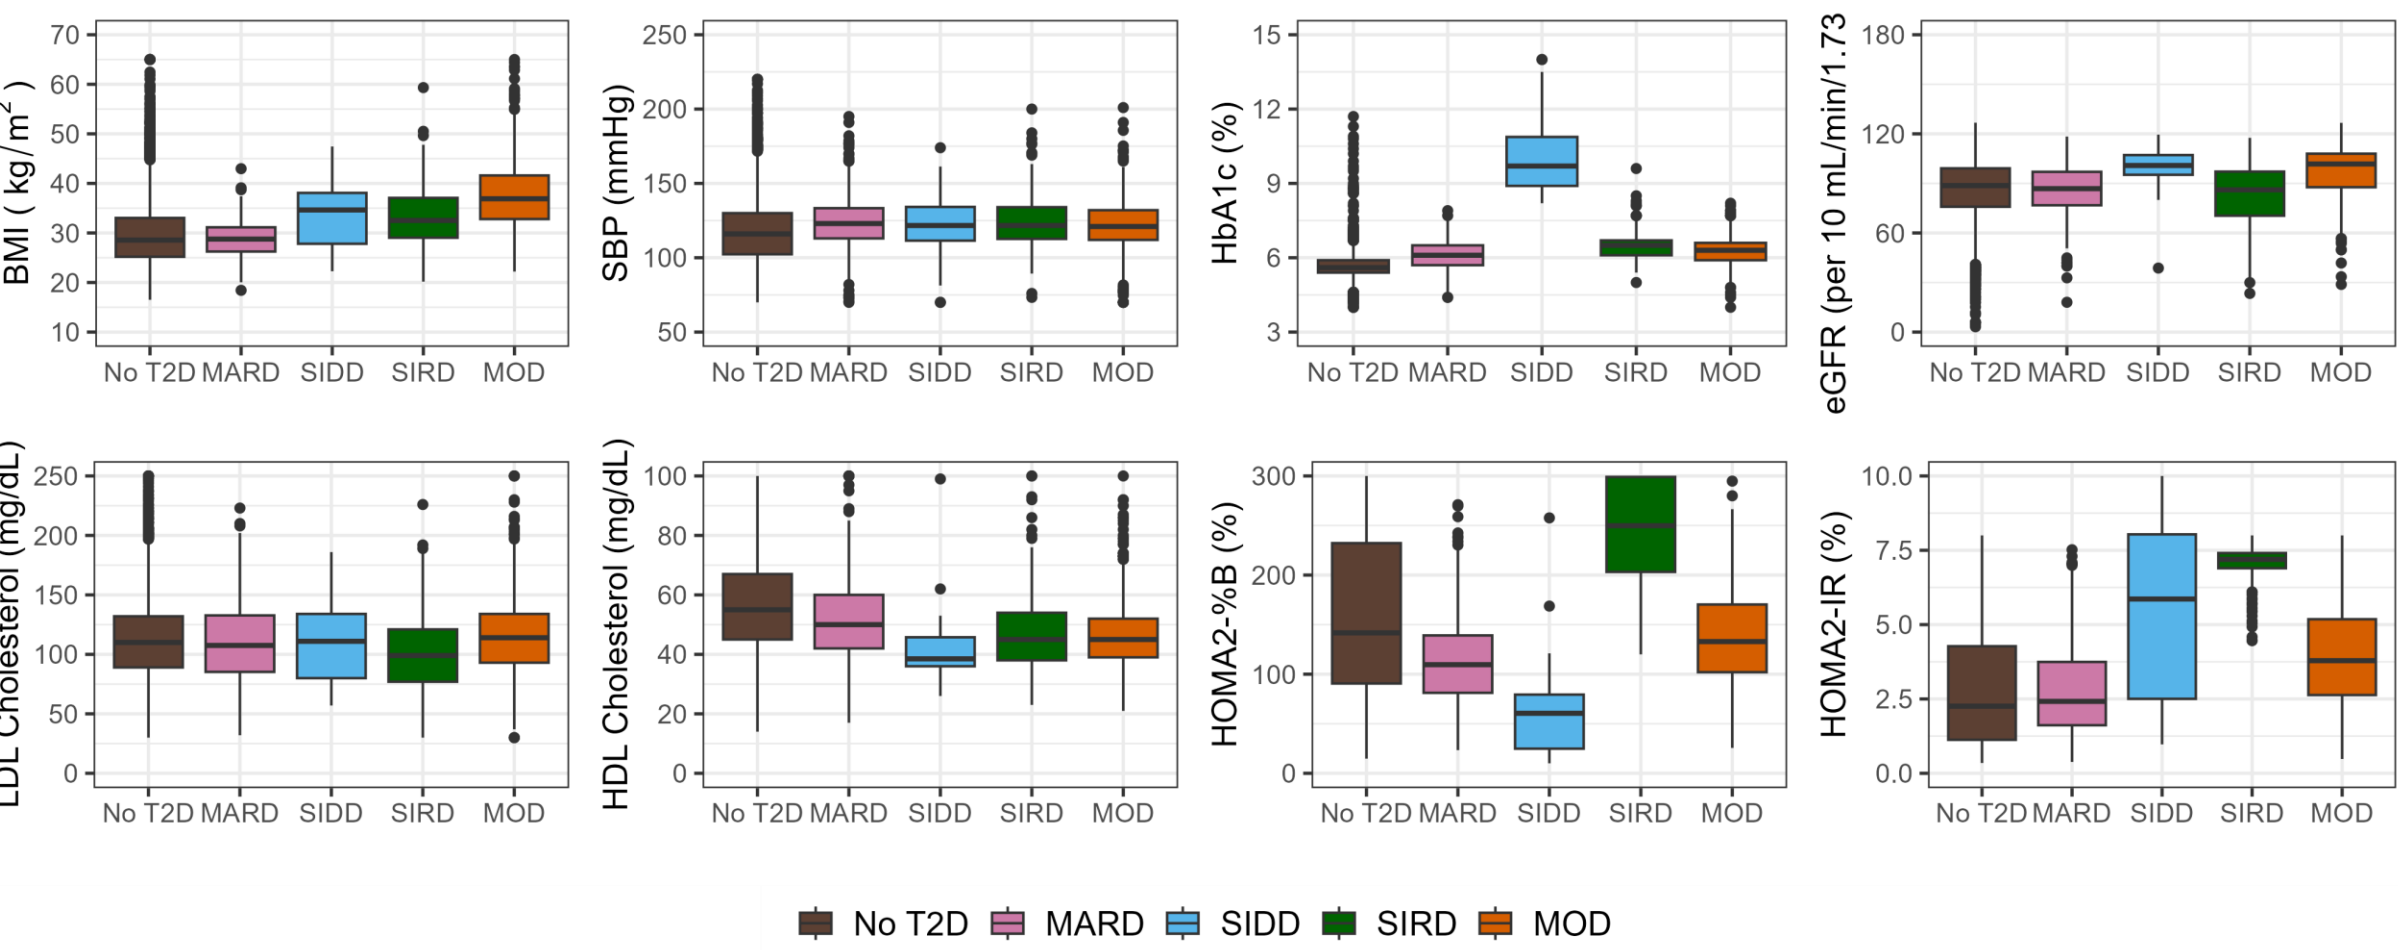 BMI ( kg/m²)
70
60
50
40
30
20
10
No T2D MARD SIDD SIRD MOD
SBP (mmHg)
250
200
150
100
50
No T2D MARD SIDD SIRD MOD
HbA1c (%)
15
12
9
6
3
No T2D MARD SIDD SIRD MOD
eGFR (per 10 mL/min/1.73
180
120
60
0
No T2D MARD SIDD SIRD MOD
LDL Cholesterol (mg/dL)
250
200
150
100
50
0
No T2D MARD SIDD SIRD MOD
HDL Cholesterol (mg/dL)
100
80
60
40
20
0
No T2D MARD SIDD SIRD MOD
HOMA2-%B (%)
300
200
100
0
No T2D MARD SIDD SIRD MOD
HOMA2-IR (%)
10.0
7.5
5.0
2.5
0.0
No T2D MARD SIDD SIRD MOD
No T2D MARD SIDD SIRD MOD